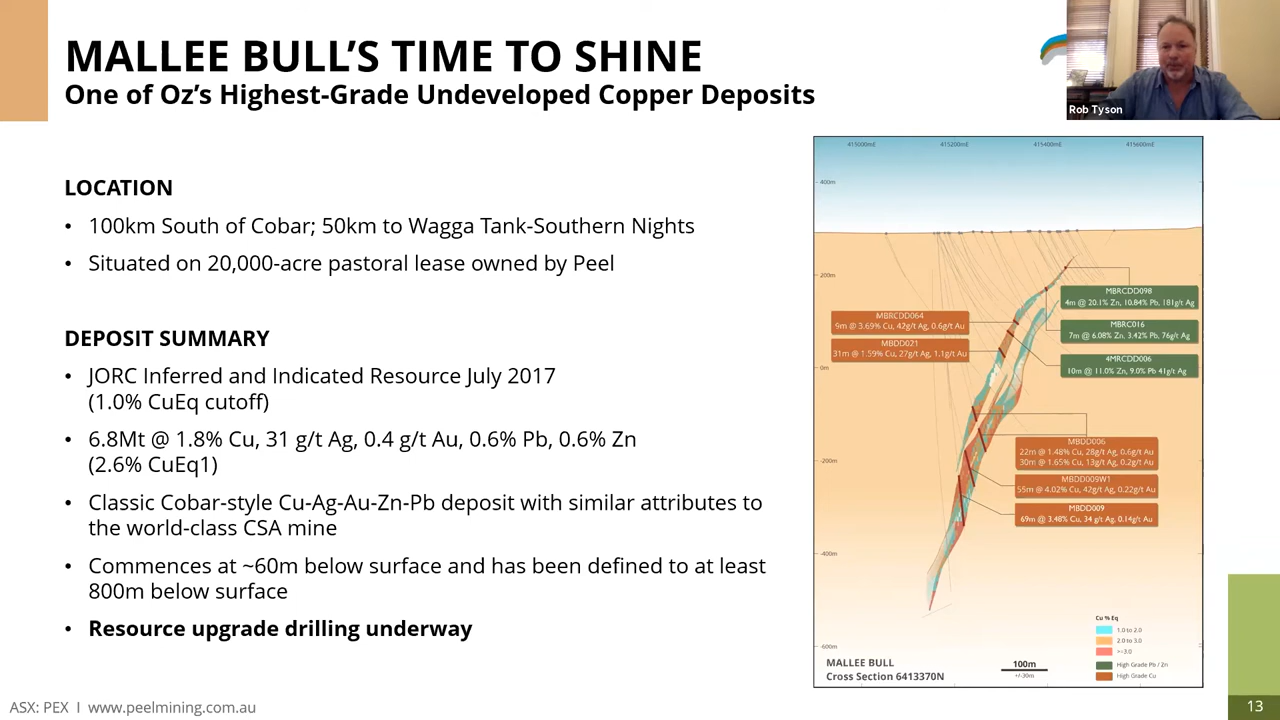 MALLEE BULL'S TIME TO SHINE
One of Oz's Highest-Grade Undeveloped Copper Deposits
Rob Tyson
LOCATION
• 100km South of Cobar; 50km to Wagga Tank-Southern Nights
• Situated on 20,000-acre pastoral lease owned by Peel
DEPOSIT SUMMARY
• JORC Inferred and Indicated Resource July 2017
(1.0% CuEq cutoff)
• 6.8Mt @ 1.8% Cu, 31 g/t Ag, 0.4 g/t Au, 0.6% Pb, 0.6% Zn
(2.6% CuEq1)
• Classic Cobar-style Cu-Ag-Au-Zn-Pb deposit with similar attributes to
the world-class CSA mine
• Commences at ~60m below surface and has been defined to at least
800m below surface
• Resource upgrade drilling underway
415000mE 415200mE 415400mE 415600mE
400m
200m
0m
-200m
-400m
-600m
MBRCDD098
4m @ 20.1% Zn, 10.84% Pb, 181g/t Ag
MBRCDD064
9m @ 3.69% Cu, 42g/t Ag, 0.6g/t Au
MBRC016
7m @ 6.08% Zn, 3.42% Pb, 76g/t Ag
MBDD021
31m @ 1.59% Cu, 27g/t Ag, 1.1g/t Au
4MRCDD006
10m @ 11.0% Zn, 9.0% Pb 41g/t Ag
MBDD006
22m @ 1.48% Cu, 28g/t Ag, 0.6g/t Au
30m @ 1.65% Cu, 13g/t Ag, 0.2g/t Au
MBDD009W1
55m @ 4.02% Cu, 42g/t Ag, 0.22g/t Au
MBDD009
69m @ 3.48% Cu, 34 g/t Ag, 0.14g/t Au
Cu % Eq
1.0 to 2.0
2.0 to 3.0
>=3.0
High Grade Pb / Zn
High Grade Cu
MALLEE BULL
Cross Section 6413370N
100m
+/-30m
ASX: PEX I www.peelmining.com.au
13